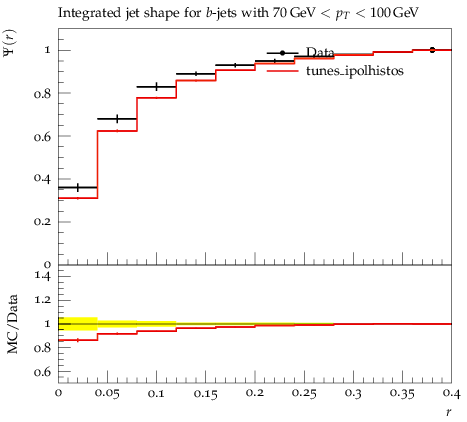 Integrated jet shape for b-jets with 70 GeV < p_T < 100 GeV
Ψ(r)
Data
tunes_ipolhistos
1
0.8
0.6
0.4
0.2
0
MC/Data
1.4
1.2
1
0.8
0.6
0 0.05 0.1 0.15 0.2 0.25 0.3 0.35 0.4
r